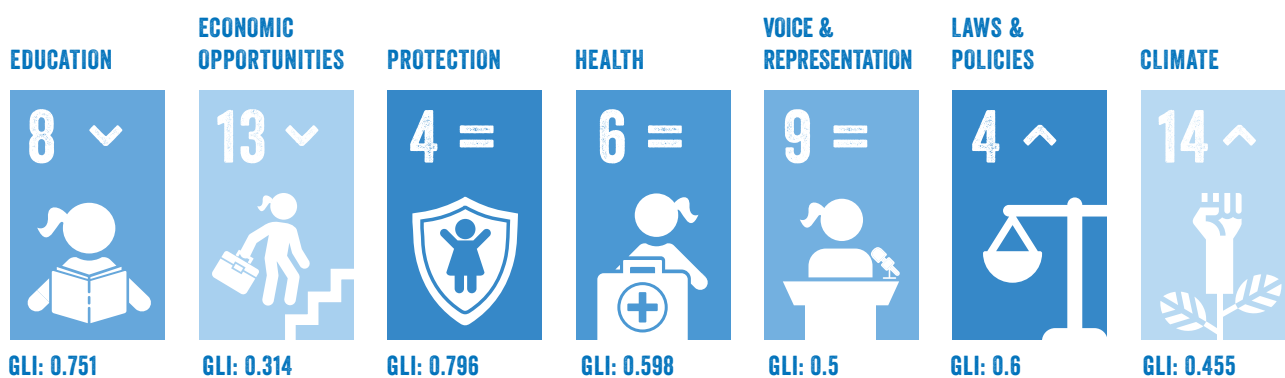 EDUCATION
8
GLI: 0.751
ECONOMIC
OPPORTUNITIES
13
GLI: 0.314
PROTECTION
4 =
GLI: 0.796
HEALTH
6 =
GLI: 0.598
VOICE &
REPRESENTATION
9 =
GLI: 0.5
LAWS &
POLICIES
4
GLI: 0.6
CLIMATE
14
GLI: 0.455